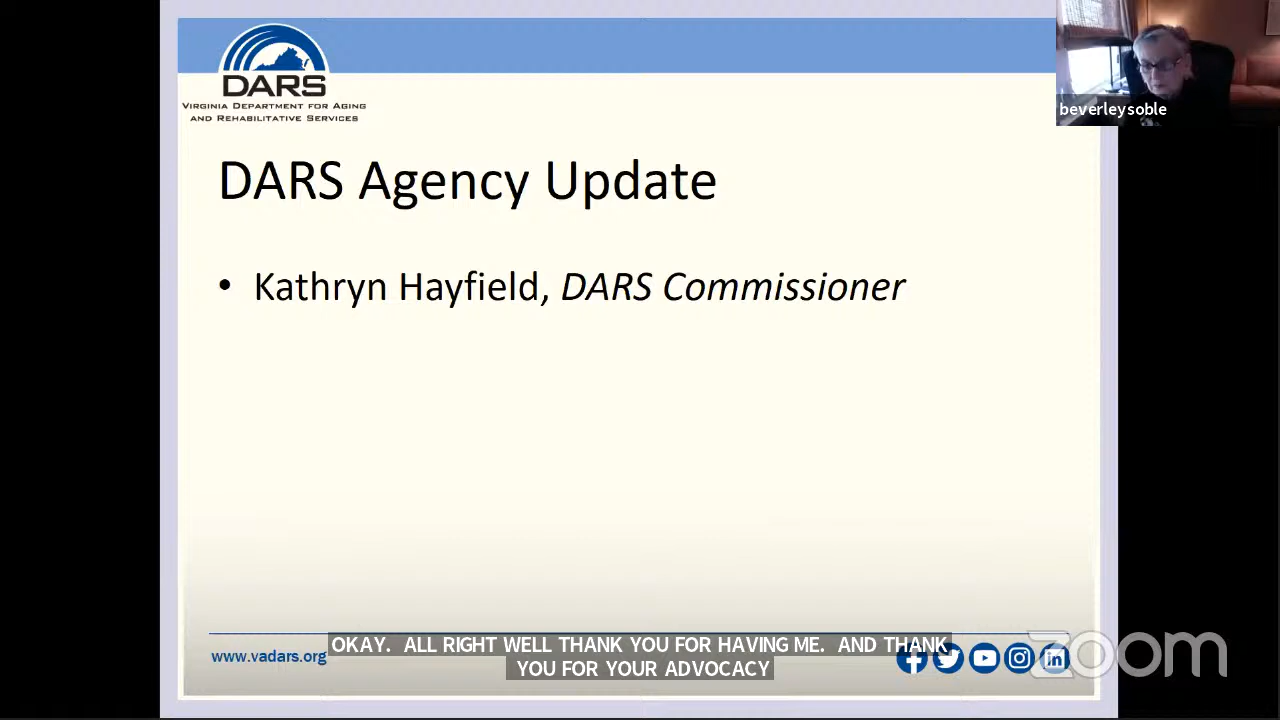 DARS
VIRGINIA DEPARTMENT FOR AGING
AND REHABILITATIVE SERVICES
beverleysoble
DARS Agency Update
• Kathryn Hayfield, DARS Commissioner
OKAY. ALL RIGHT WELL THANK YOU FOR HAVING ME. AND THANK
YOU FOR YOUR ADVOCACY
www.vadars.org
zoom